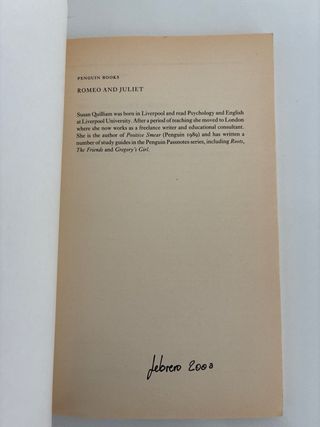 PENGUIN BOOKS
ROMEO AND JULIET
Susan Quilliam was born in Liverpool and read Psychology and English
at Liverpool University. After a period of teaching she moved to London
where she now works as a freelance writer and educational consultant.
She is the author of Positive Smear (Penguin 1989) and has written a
number of study guides in the Penguin Passnotes series, including Roots,
The Friends and Gregory's Girl.
febrero 2000